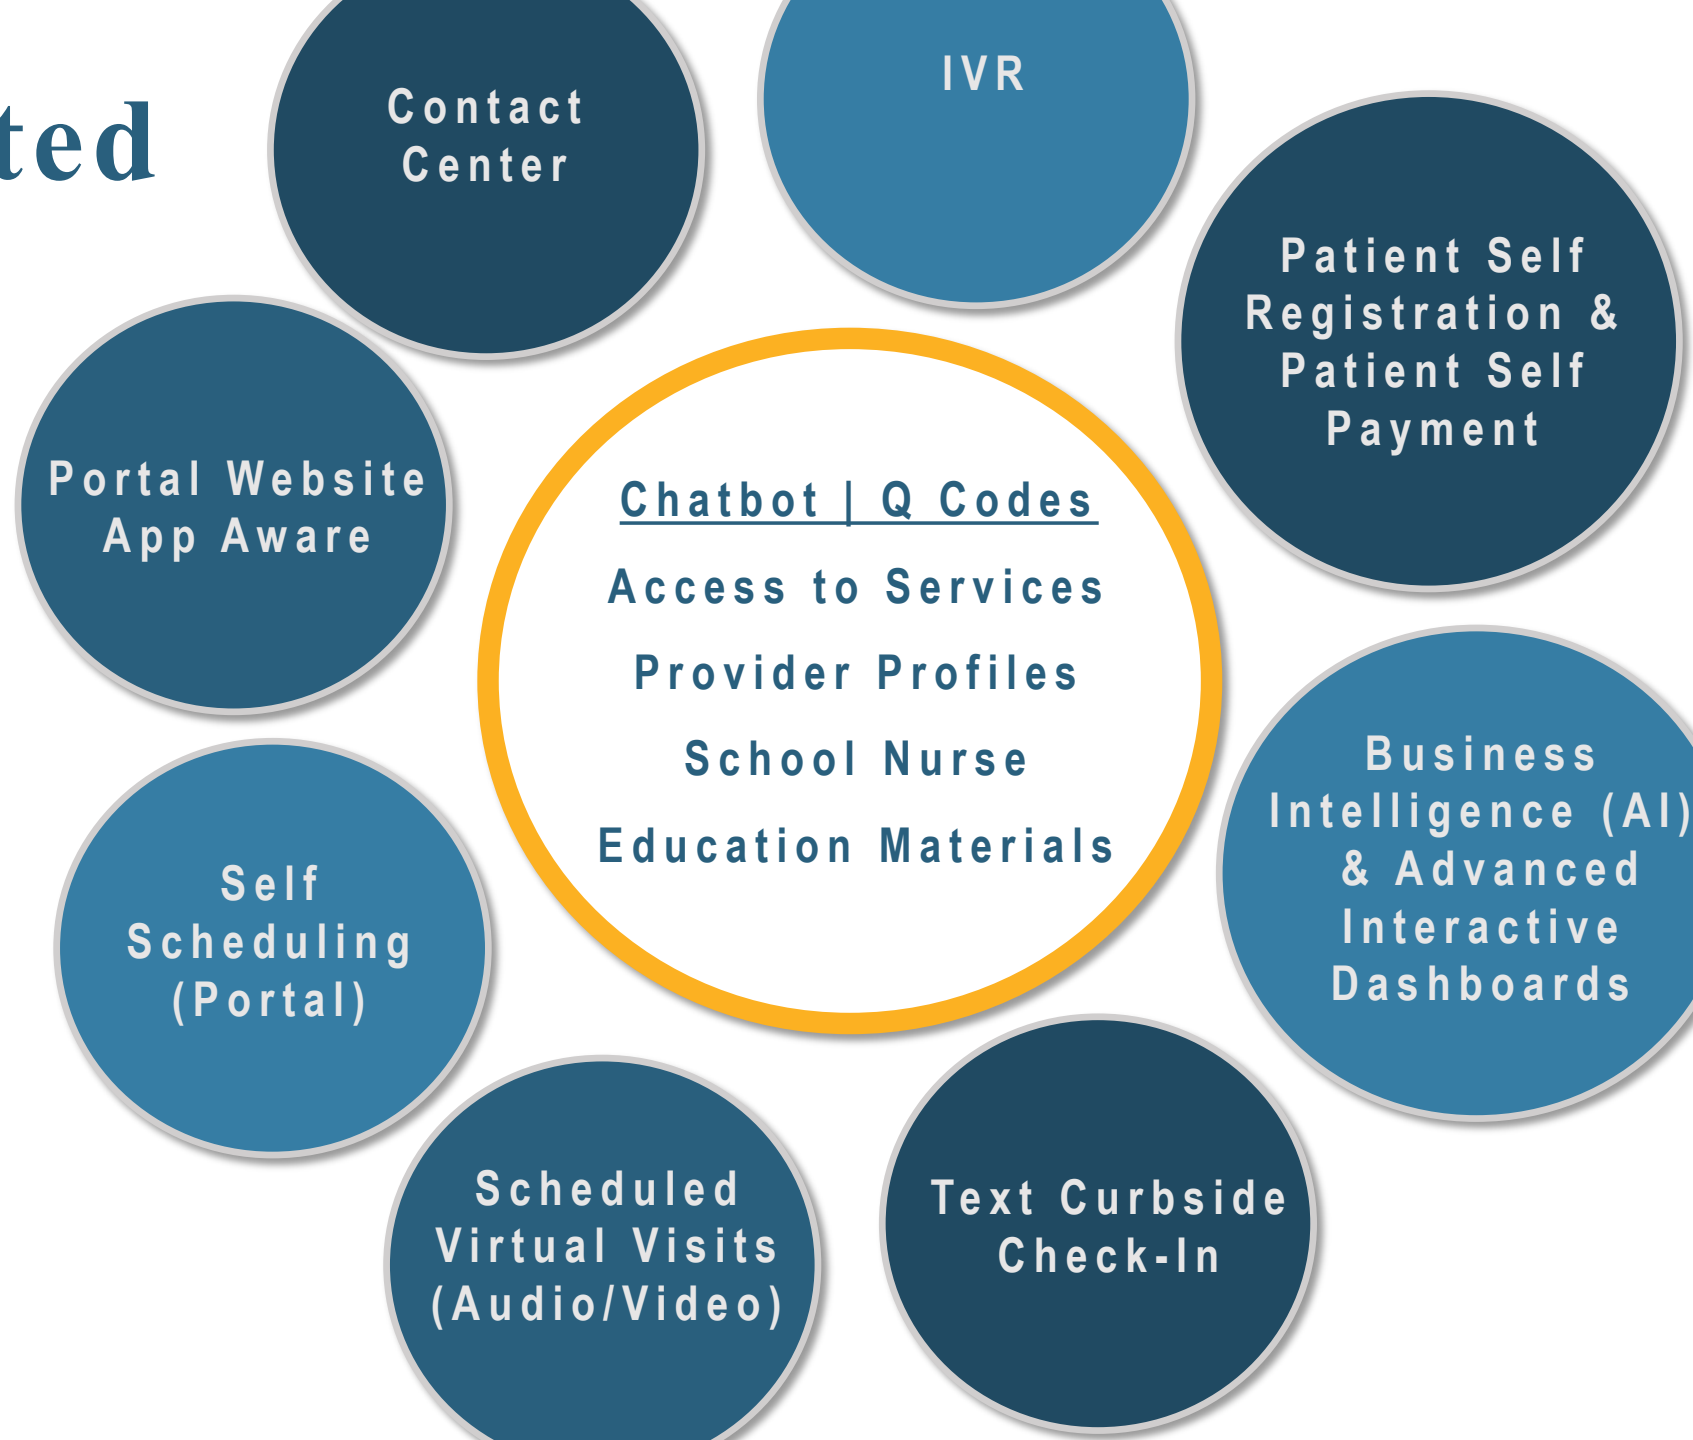 ted
Contact
Center
IVR
Patient Self
Registration &
Patient Self
Payment
Portal Website
App Aware
Chatbot | Q Codes
Access to Services
Provider Profiles
School Nurse
Education Materials
Business
Intelligence (AI)
& Advanced
Interactive
Dashboards
Self
Scheduling
(Portal)
Scheduled
Virtual Visits
(Audio/Video)
Text Curbside
Check-In